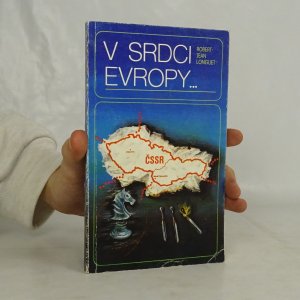 V SRDCI
EVROPY...
ROBERT-
JEAN
LONGUET
ČSSR